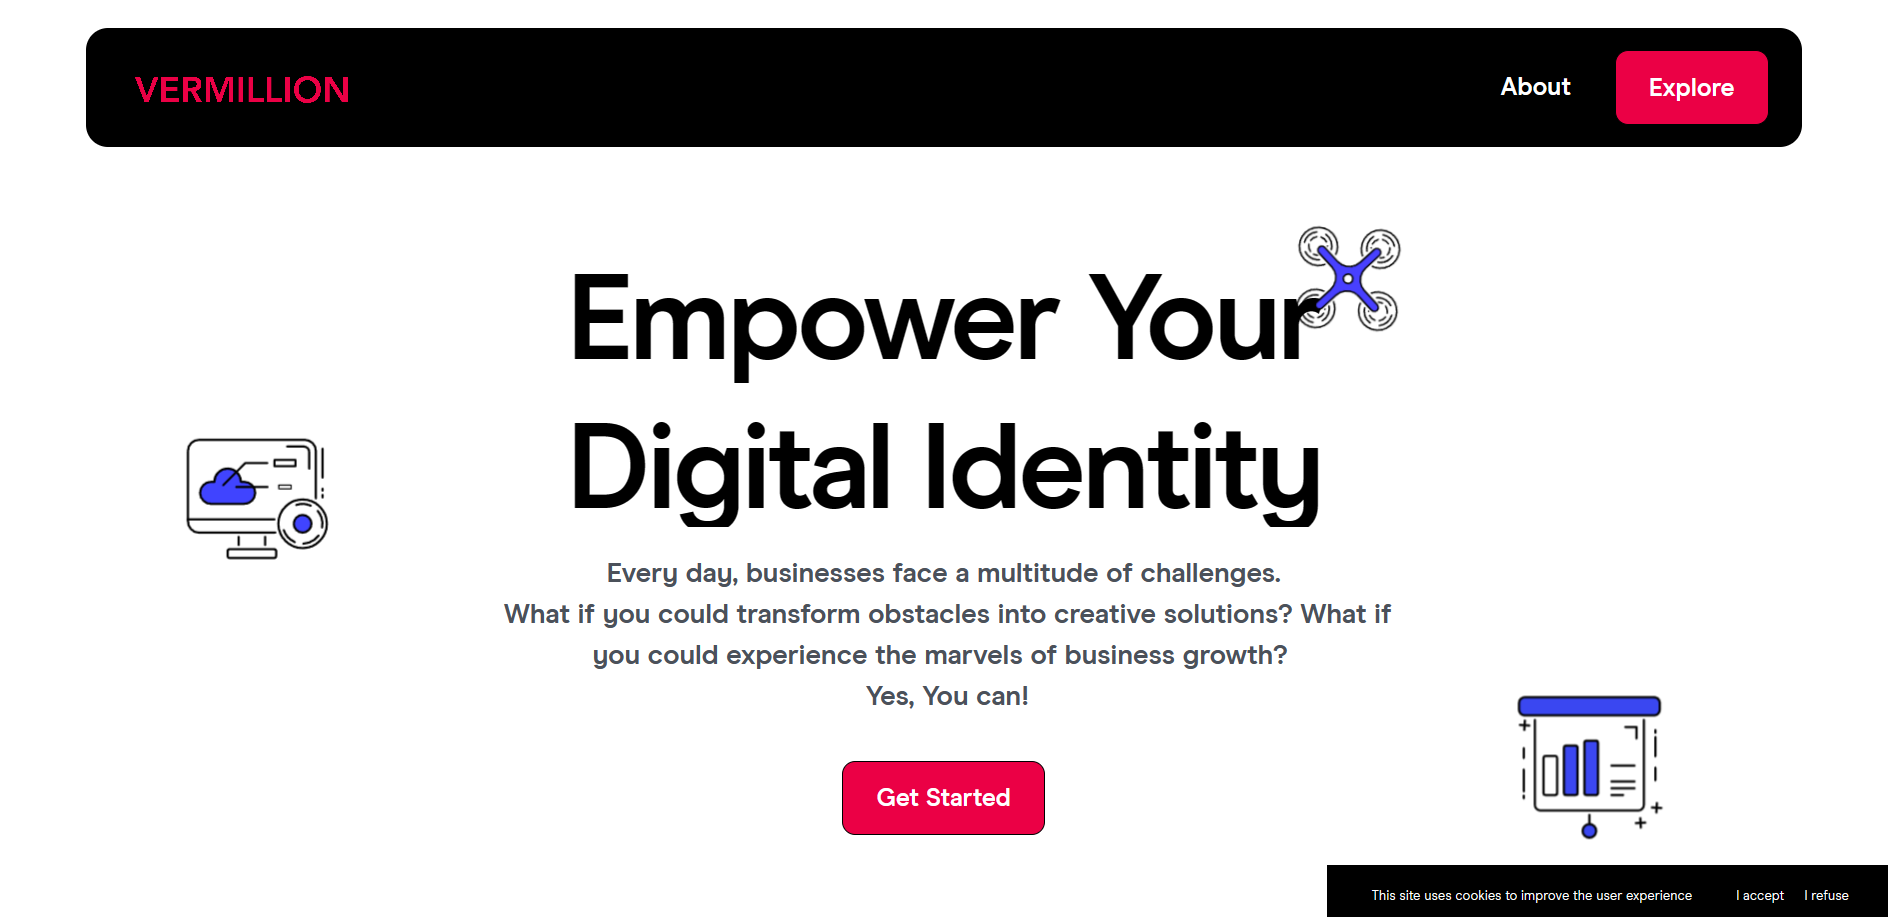 VERMILLION
About
Explore
Empower Your
Digital Identity
Every day, businesses face a multitude of challenges.
What if you could transform obstacles into creative solutions? What if
you could experience the marvels of business growth?
Yes, You can!
Get Started
This site uses cookies to improve the user experience
I accept
I refuse